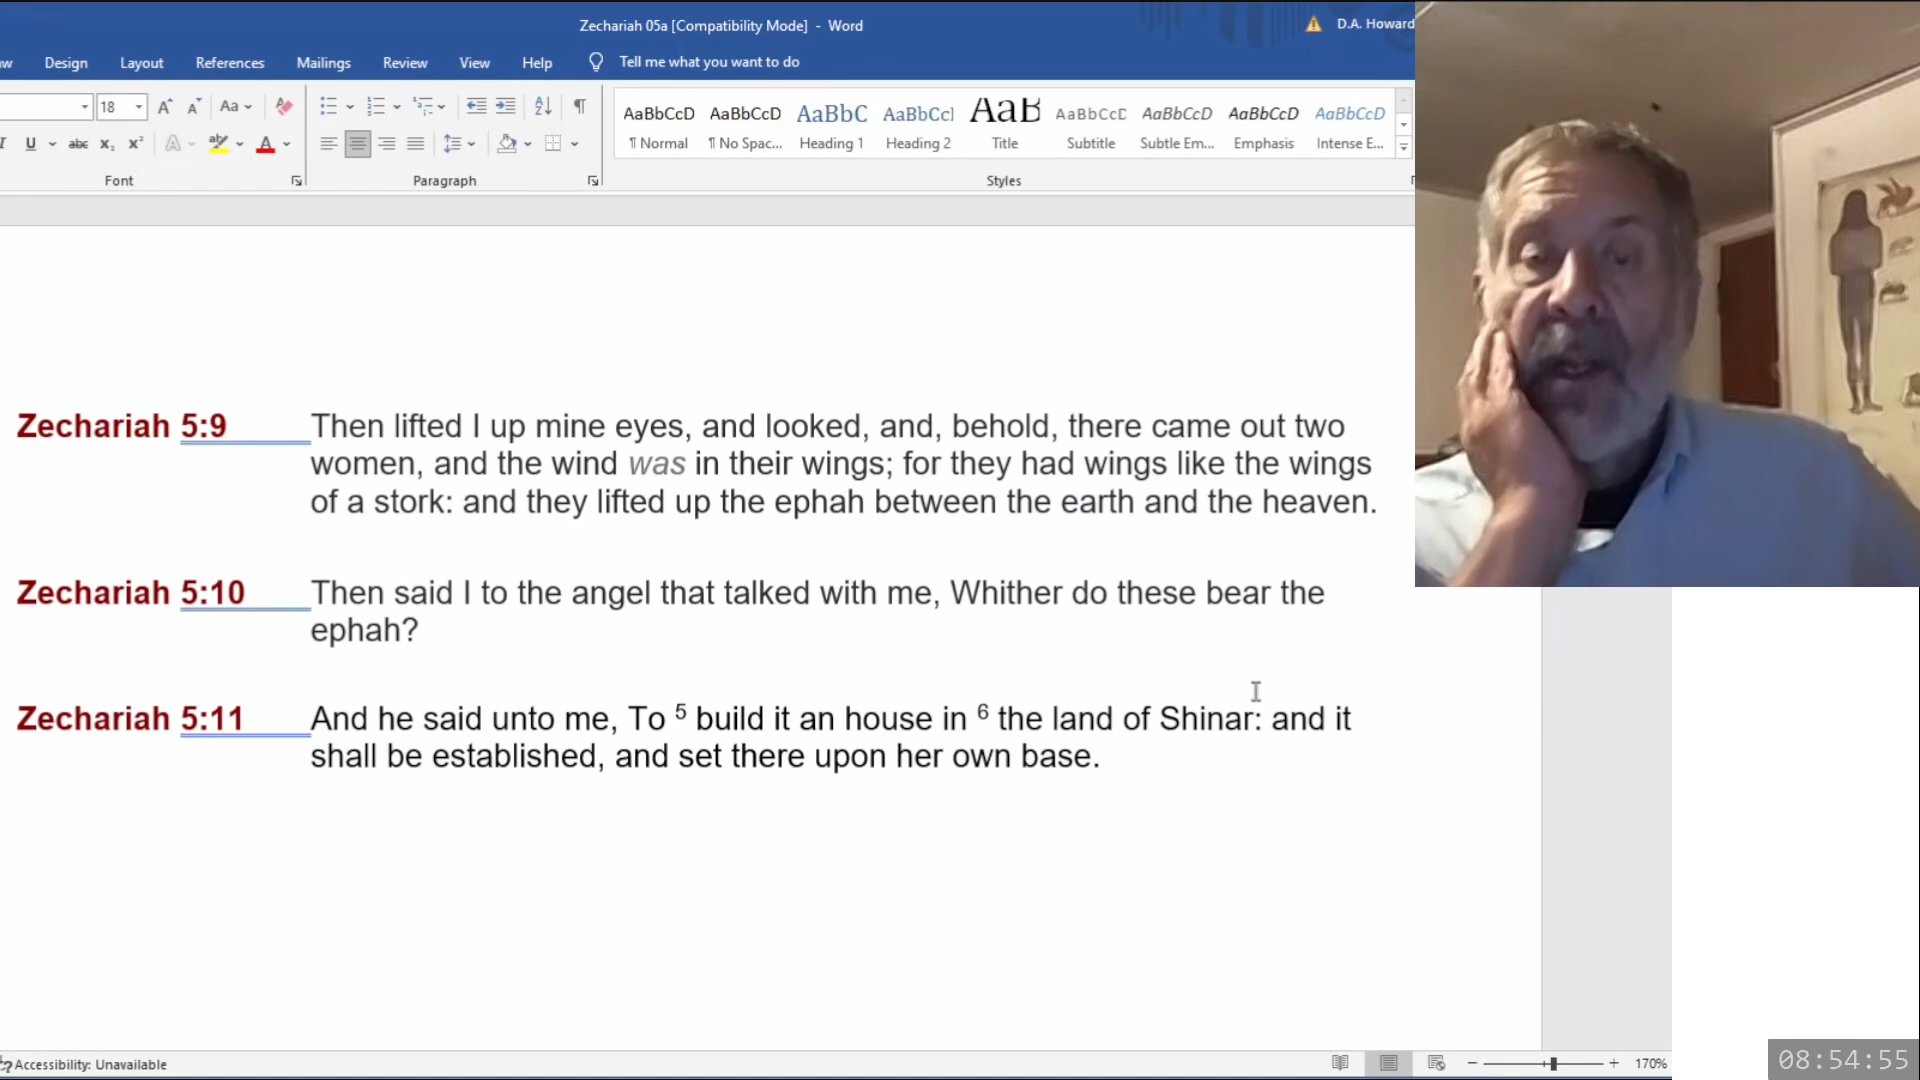 Zechariah 05a [Compatibility Mode] - Word
D.A. Howard
Design Layout References Mailings Review View Help Tell me what you want to do
18 Aa
AaBbCcD AaBbCcD AaBbC AaBbCcI AaB AaBbCcD AaBbCcD AaBbCcD AaBbCcD
¶ Normal ¶ No Spac... Heading 1 Heading 2 Title Subtitle Subtle Em... Emphasis Intense E...
Font Paragraph Styles
Zechariah 5:9 Then lifted I up mine eyes, and looked, and, behold, there came out two
women, and the wind was in their wings; for they had wings like the wings
of a stork: and they lifted up the ephah between the earth and the heaven.
Zechariah 5:10 Then said I to the angel that talked with me, Whither do these bear the
ephah?
Zechariah 5:11 And he said unto me, To 5 build it an house in 6 the land of Shinar: and it
shall be established, and set there upon her own base.
Accessibility: Unavailable
170%
08:54:55